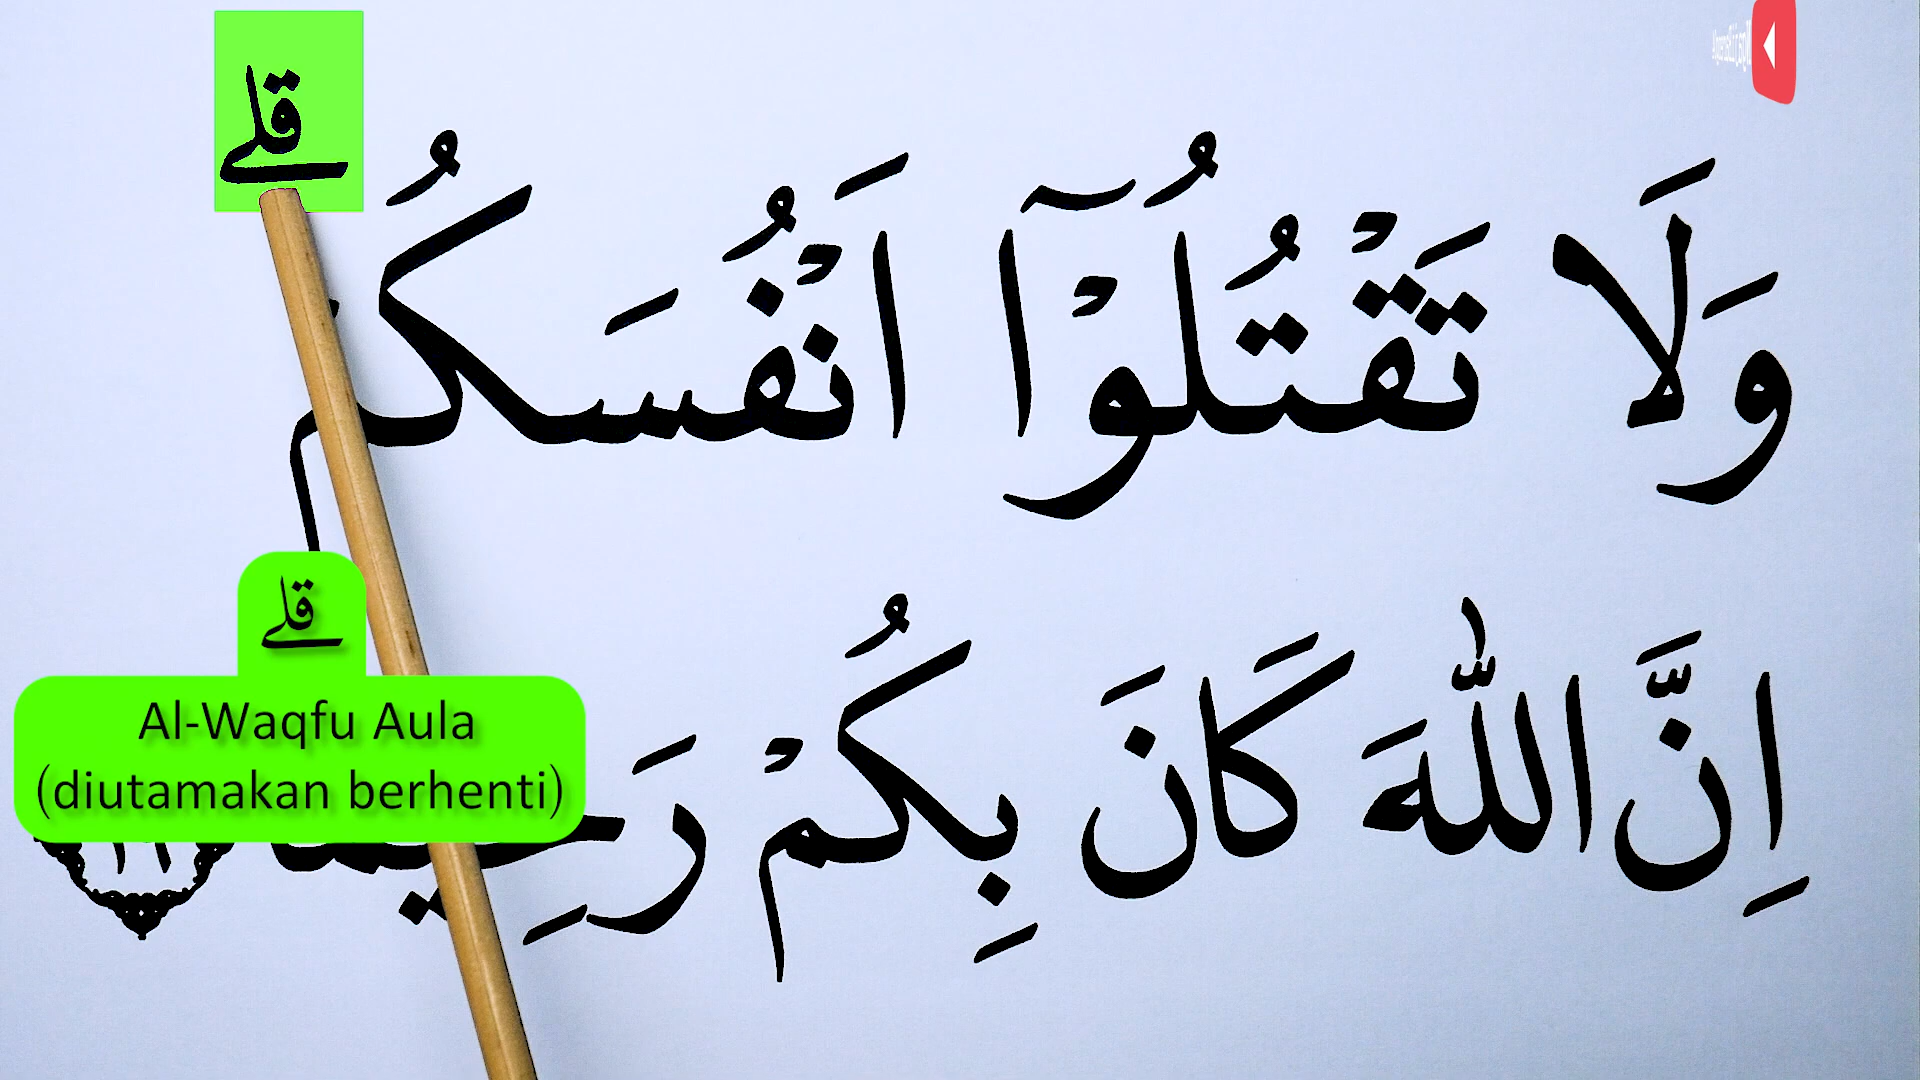 قلے
وَلَا تَقْتُلُوْٓا اَنْفُسَكُمْ
قلے
اِنَّ اللّٰهَ كَانَ بِكُمْ
Al-Waqfu Aula
(diutamakan berhenti)